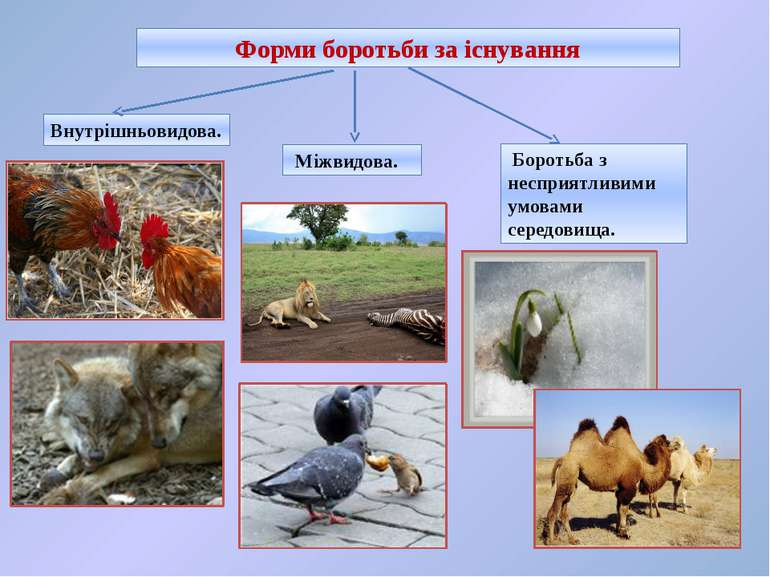 Форми боротьби за існування
Внутрішньовидова.
Міжвидова.
Боротьба з
несприятливими
умовами
середовища.